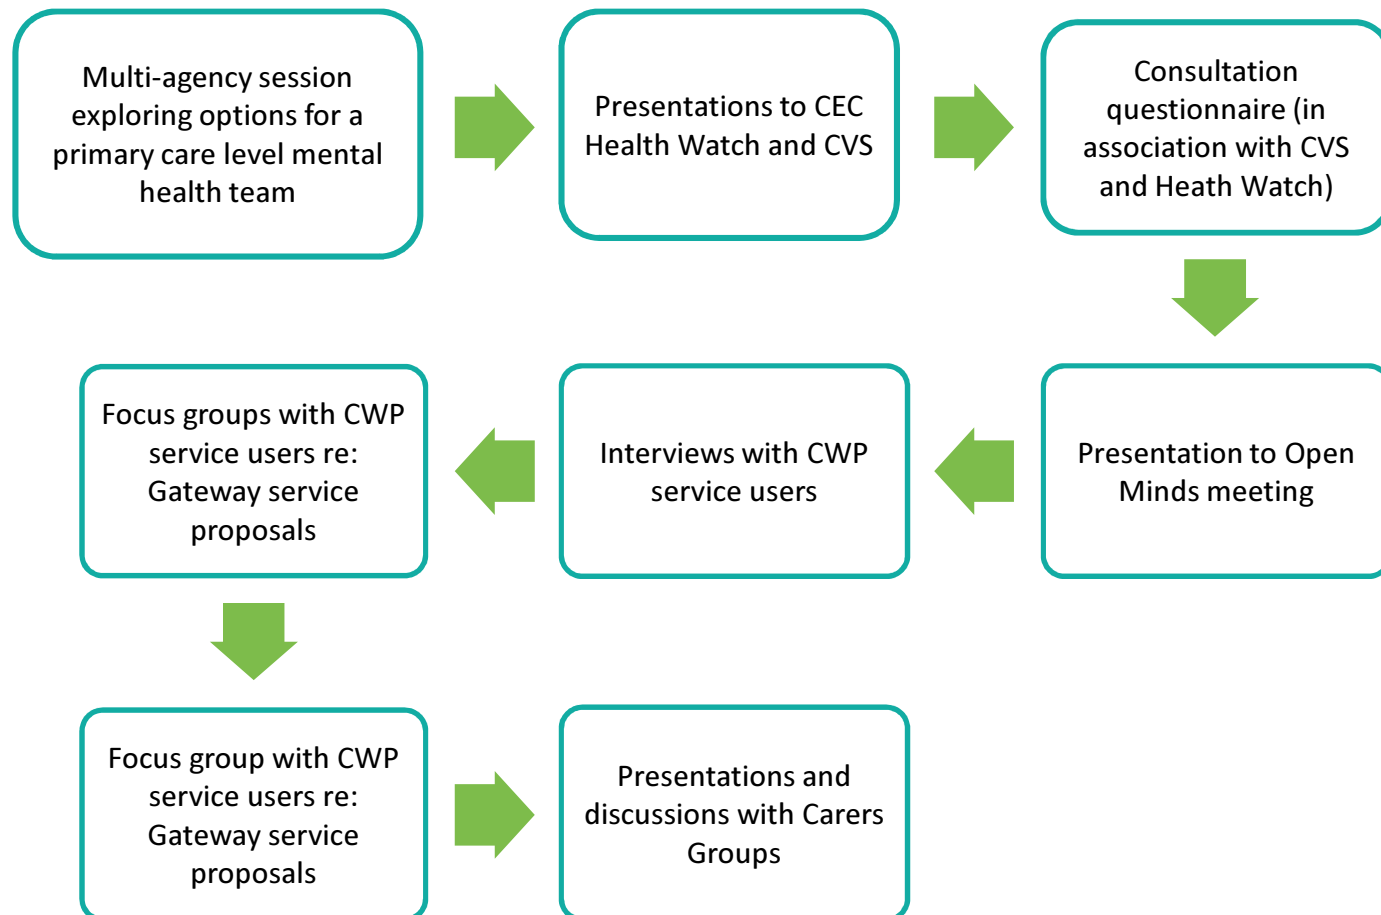 Multi-agency session
exploring options for a
primary care level mental
health team
Presentations to CEC
Health Watch and CVS
Consultation
questionnaire (in
association with CVS
and Heath Watch)
Presentation to Open
Minds meeting
Interviews with CWP
service users
Focus groups with CWP
service users re:
Gateway service
proposals
Focus group with CWP
service users re:
Gateway service
proposals
Presentations and
discussions with Carers
Groups